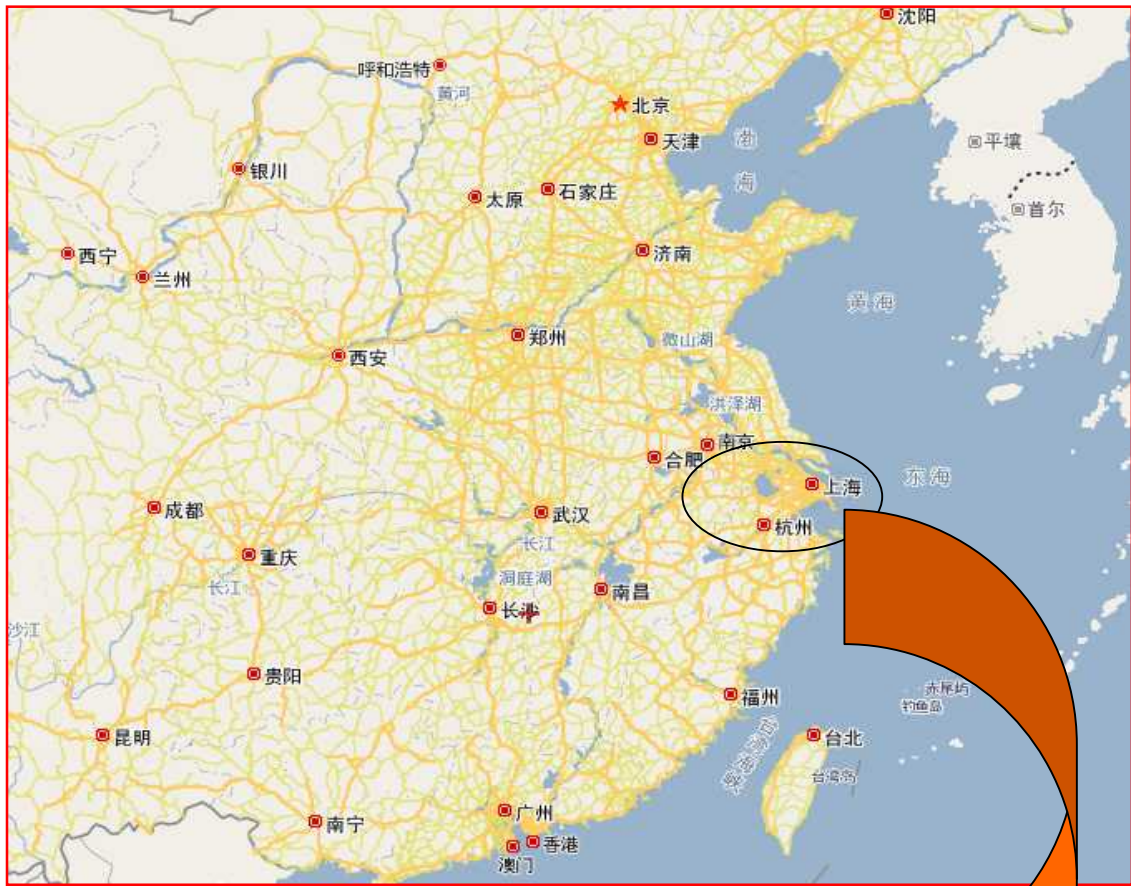 沈阳
呼和浩特
黄河
北京
天津
渤
海
平壤
银川
太原
石家庄
首尔
西宁
兰州
济南
黄海
郑州
微山湖
西安
洪泽湖
南京
合肥
上海
东海
成都
武汉
杭州
长江
重庆
洞庭湖
长江
南昌
长沙
沙江
贵阳
赤尾屿
钓鱼岛
福州
台湾海峡
昆明
台北
台湾岛
广州
南宁
香港
澳门